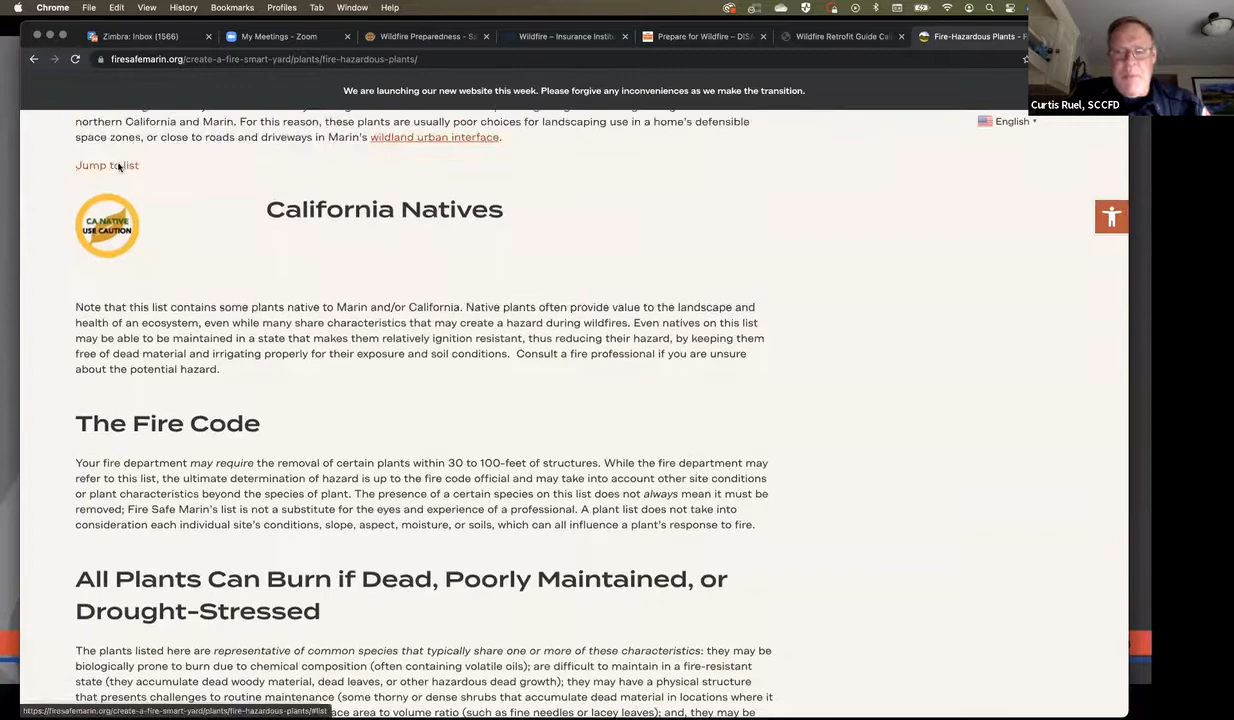 Chrome File Edit View History Bookmarks Profiles Tab Window Help
Zimbra: Inbox (1566) My Meetings - Zoom Wildfire Preparedness - Sa Wildfire – Insurance Instit Prepare for Wildfire – DISA Wildfire Retrofit Guide Cali Fire-Hazardous Plants - F
firesafemarin.org/create-a-fire-smart-yard/plants/fire-hazardous-plants/
Curtis Ruel, SCCFD
We are launching our new website this week. Please forgive any inconveniences as we make the transition.
northern California and Marin. For this reason, these plants are usually poor choices for landscaping use in a home's defensible
English
space zones, or close to roads and driveways in Marin's wildland urban interface.
Jump to list
CA NATIVE
USE CAUTION
California Natives
Note that this list contains some plants native to Marin and/or California. Native plants often provide value to the landscape and
health of an ecosystem, even while many share characteristics that may create a hazard during wildfires. Even natives on this list
may be able to be maintained in a state that makes them relatively ignition resistant, thus reducing their hazard, by keeping them
free of dead material and irrigating properly for their exposure and soil conditions. Consult a fire professional if you are unsure
about the potential hazard.
The Fire Code
Your fire department may require the removal of certain plants within 30 to 100-feet of structures. While the fire department may
refer to this list, the ultimate determination of hazard is up to the fire code official and may take into account other site conditions
or plant characteristics beyond the species of plant. The presence of a certain species on this list does not always mean it must be
removed; Fire Safe Marin's list is not a substitute for the eyes and experience of a professional. A plant list does not take into
consideration each individual site's conditions, slope, aspect, moisture, or soils, which can all influence a plant's response to fire.
All Plants Can Burn if Dead, Poorly Maintained, or
Drought-Stressed
The plants listed here are representative of common species that typically share one or more of these characteristics: they may be
biologically prone to burn due to chemical composition (often containing volatile oils); are difficult to maintain in a fire-resistant
state (they accumulate dead woody material, dead leaves, or other hazardous dead growth); they may have a physical structure
that presents challenges to routine maintenance (some thorny or dense shrubs that accumulate dead material in locations where it
https://firesafemarin.org/create-a-fire-smart-yard/plants/fire-hazardous-plants/#list
ace area to volume ratio (such as fine needles or lacey leaves); and, they may be